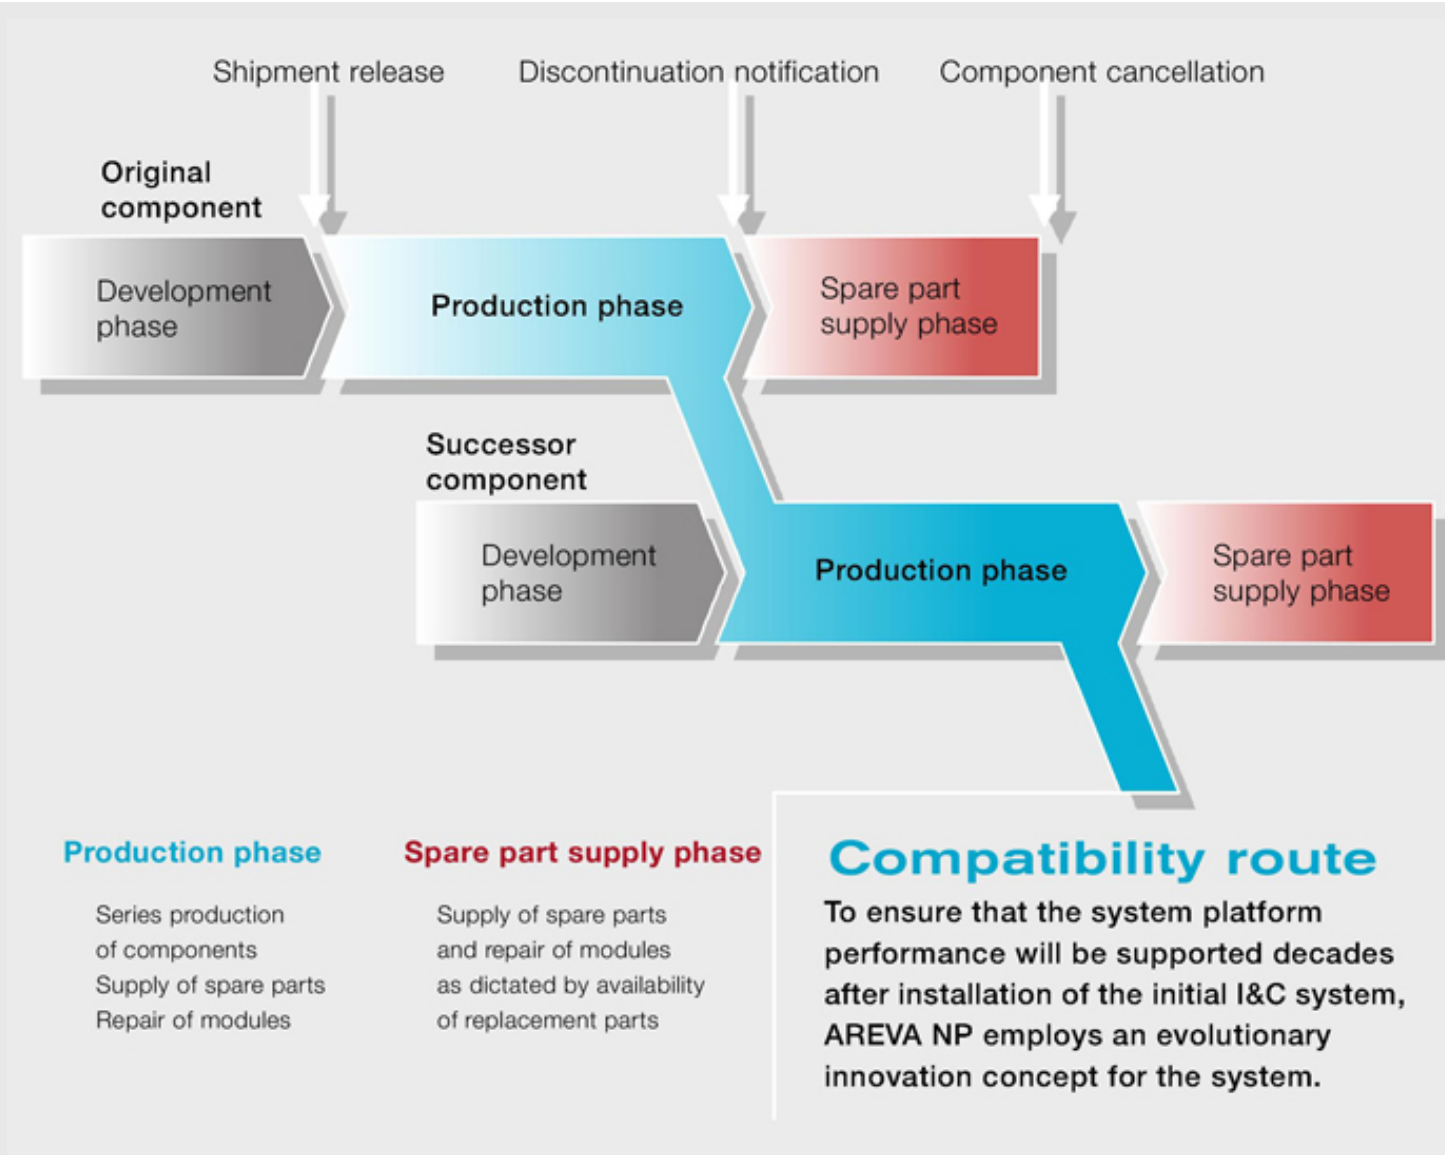 Shipment release
Discontinuation notification
Component cancellation
Original
component
Development
phase
Production phase
Spare part
supply phase
Successor
component
Development
phase
Production phase
Spare part
supply phase
Production phase
Series production
of components
Supply of spare parts
Repair of modules
Spare part supply phase
Supply of spare parts
and repair of modules
as dictated by availability
of replacement parts
Compatibility route
To ensure that the system platform
performance will be supported decades
after installation of the initial I&C system,
AREVA NP employs an evolutionary
innovation concept for the system.